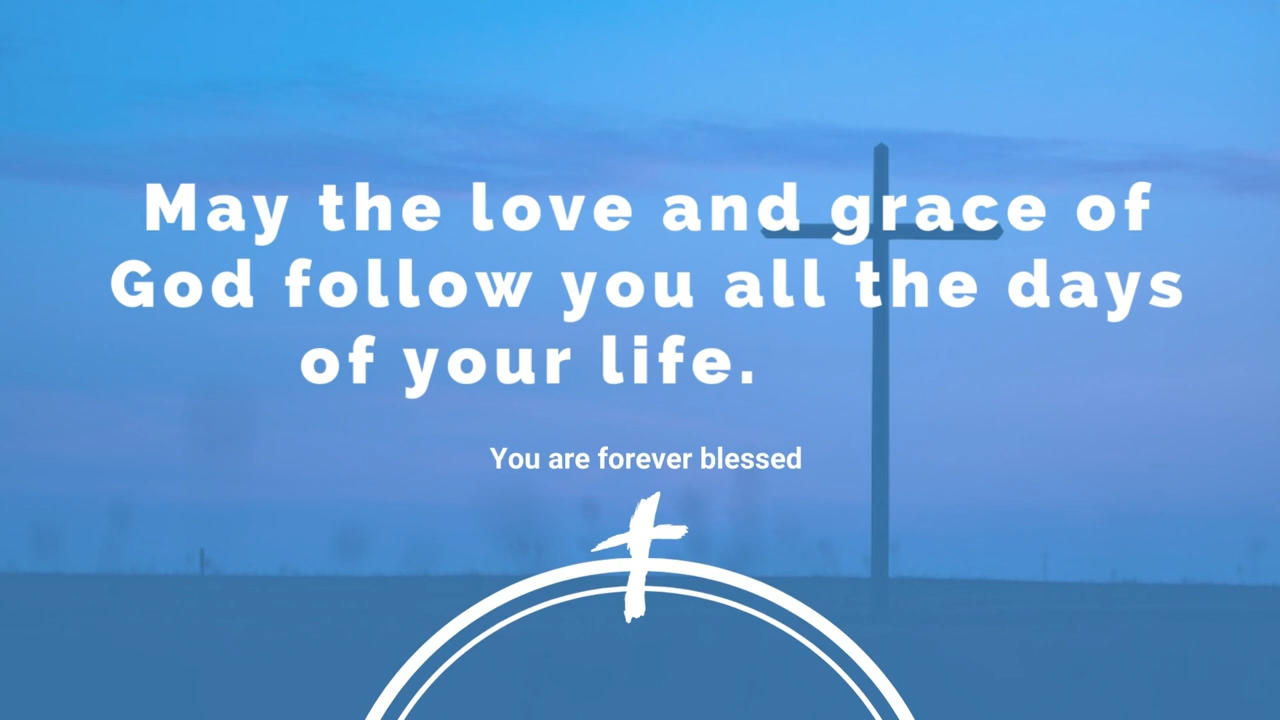 May the love and grace of
God follow you all the days
of your life.
You are forever blessed